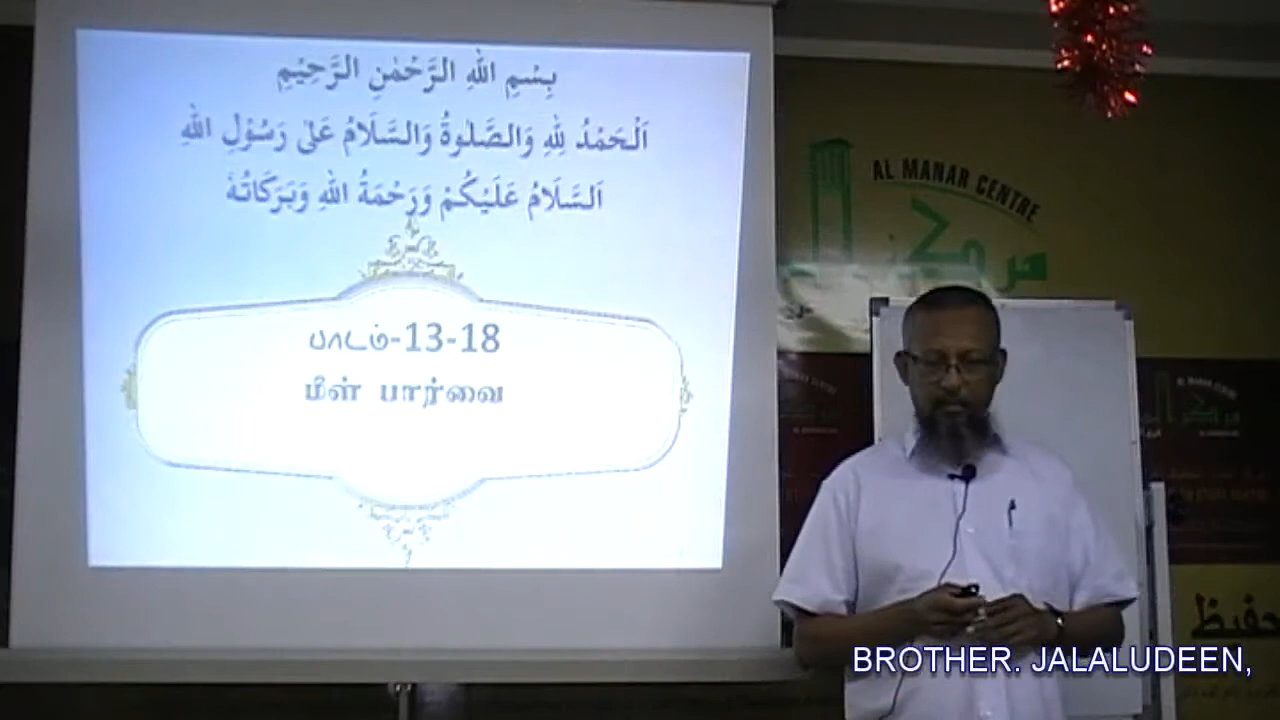 بِسْمِ اللهِ الرَّحْمٰنِ الرَّحِيْمِ
اَلْحَمْدُ لِلّٰهِ وَالصَّلٰوةُ وَالسَّلَامُ عَلٰى رَسُوْلِ اللهِ
اَلسَّلَامُ عَلَيْكُمْ وَرَحْمَةُ اللهِ وَبَرَكَاتُهٗ
பாடம்-13-18
மீள் பார்வை
AL MANAR CENTRE
مركز
BROTHER. JALALUDEEN,